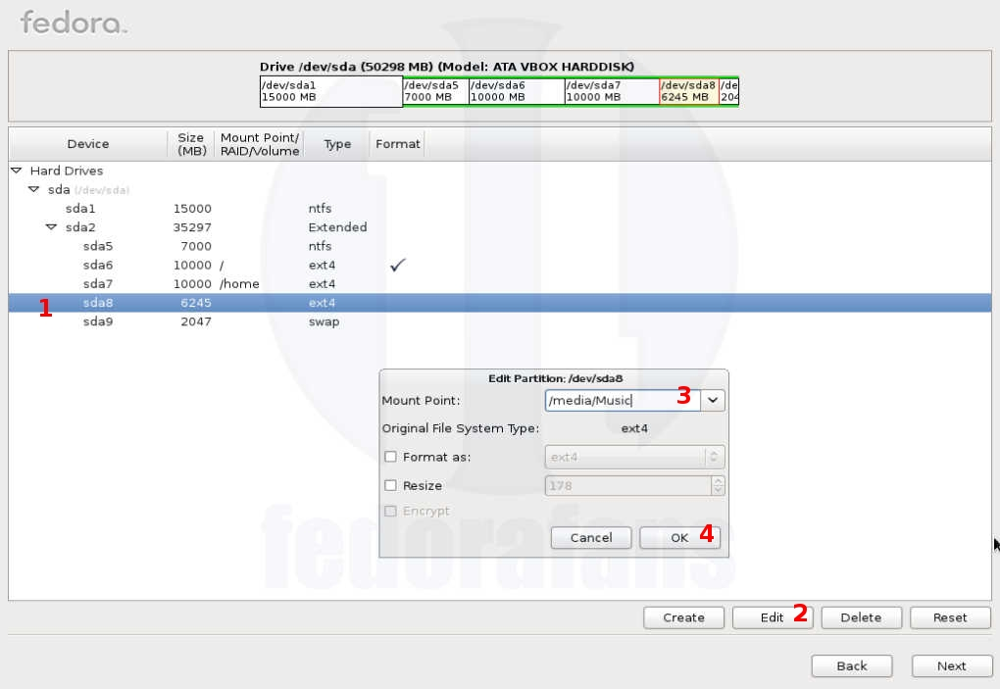 fedora
Drive /dev/sda (50298 MB) (Model: ATA VBOX HARDDISK)
/dev/sda1 /dev/sda5 /dev/sda6 /dev/sda7 /dev/sda8 /de
15000 MB 7000 MB 10000 MB 10000 MB 6245 MB 204
Device Size (MB) Mount Point/ RAID/Volume Type Format
Hard Drives
sda (/dev/sda)
sda1 15000 ntfs
sda2 35297 Extended
sda5 7000 ntfs
sda6 10000 / ext4 ✓
sda7 10000 /home ext4
1 sda8 6245 ext4
sda9 2047 swap
Edit Partition: /dev/sda8
Mount Point: /media/Music 3
Original File System Type: ext4
Format as: ext4
Resize 178
Encrypt
Cancel OK 4
fedorafans
Create Edit 2 Delete Reset
Back Next